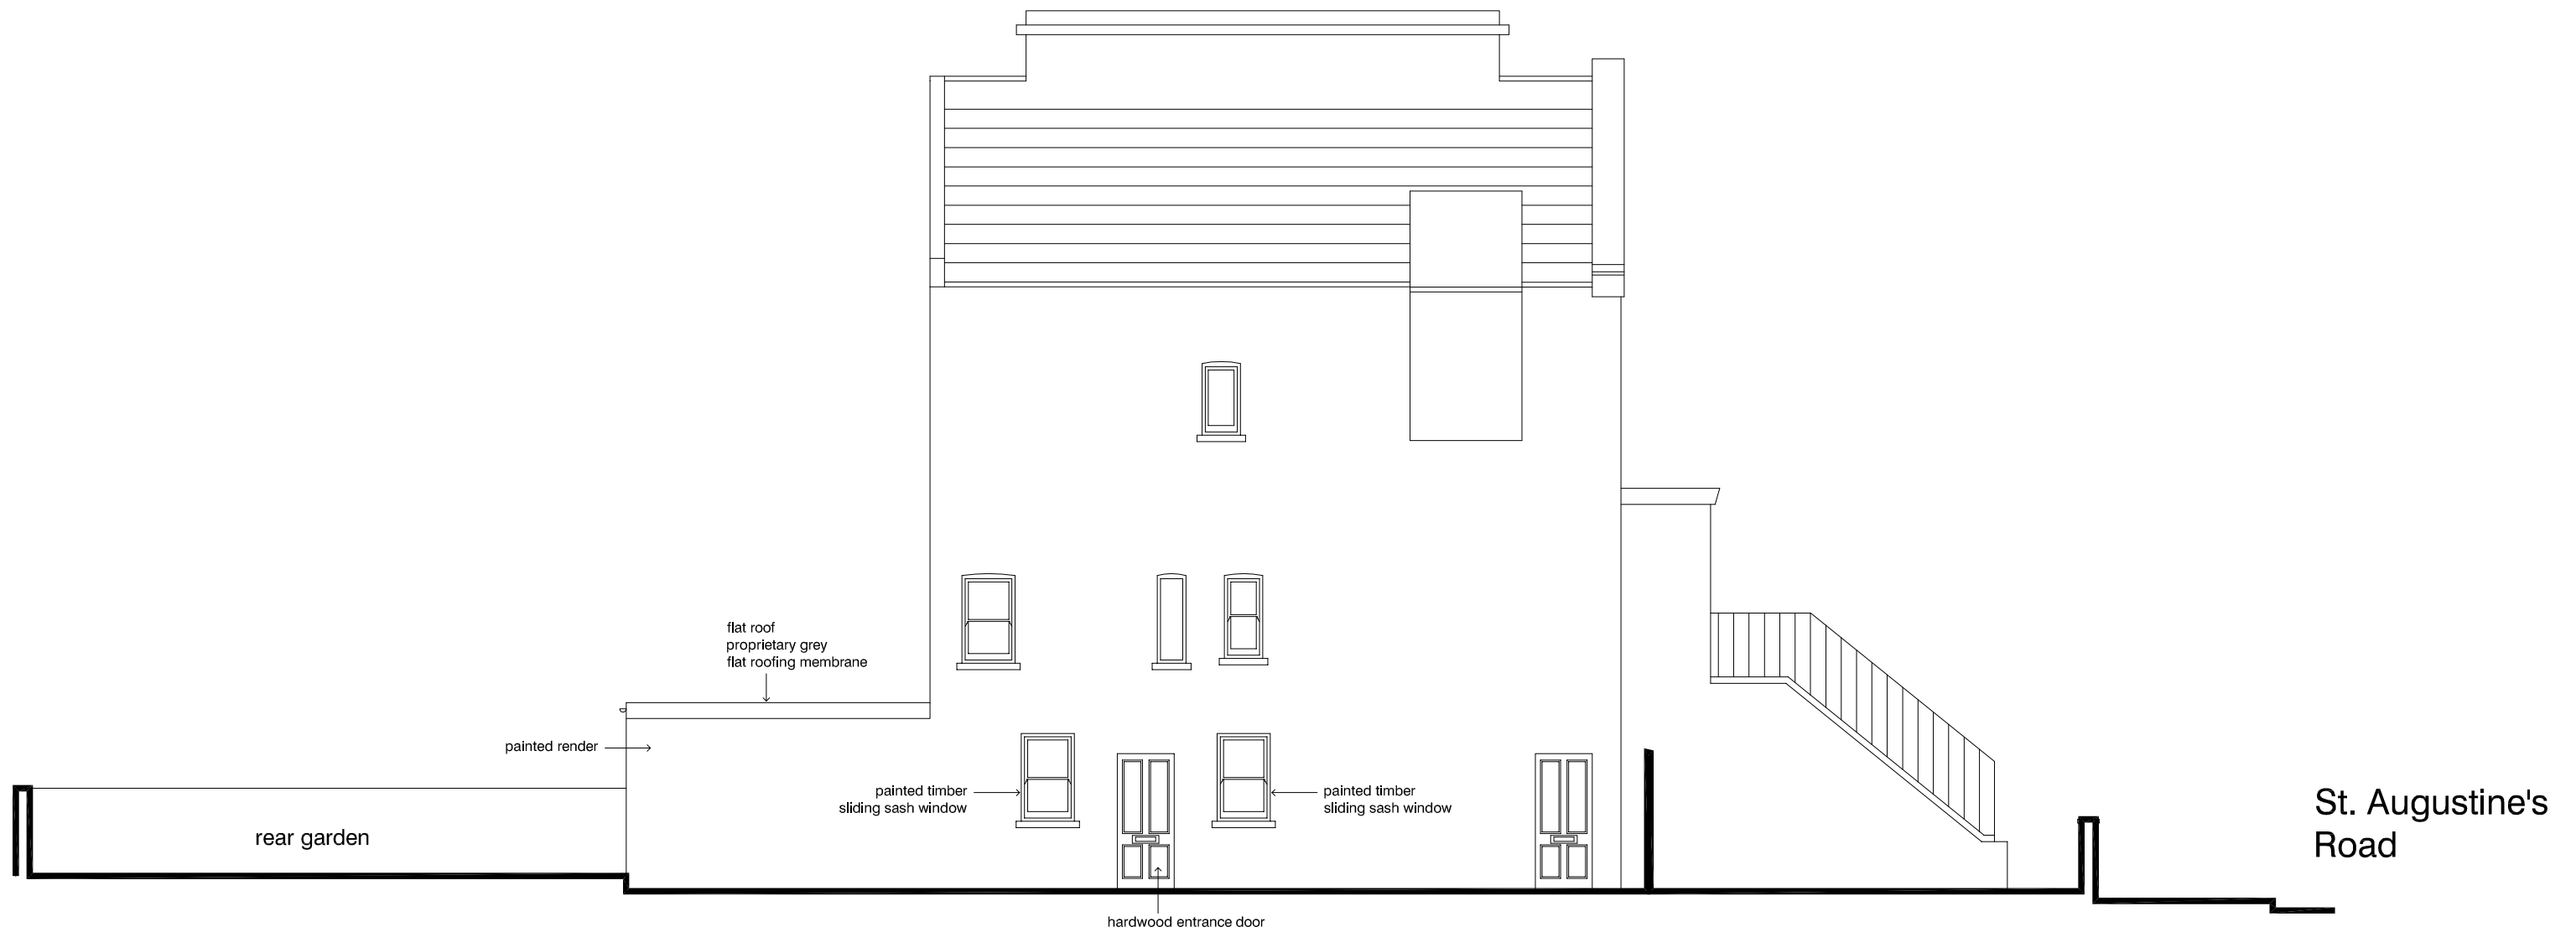 flat roof
proprietary grey
flat roofing membrane
painted render
painted timber
sliding sash window
painted timber
sliding sash window
rear garden
St. Augustine's
Road
hardwood entrance door